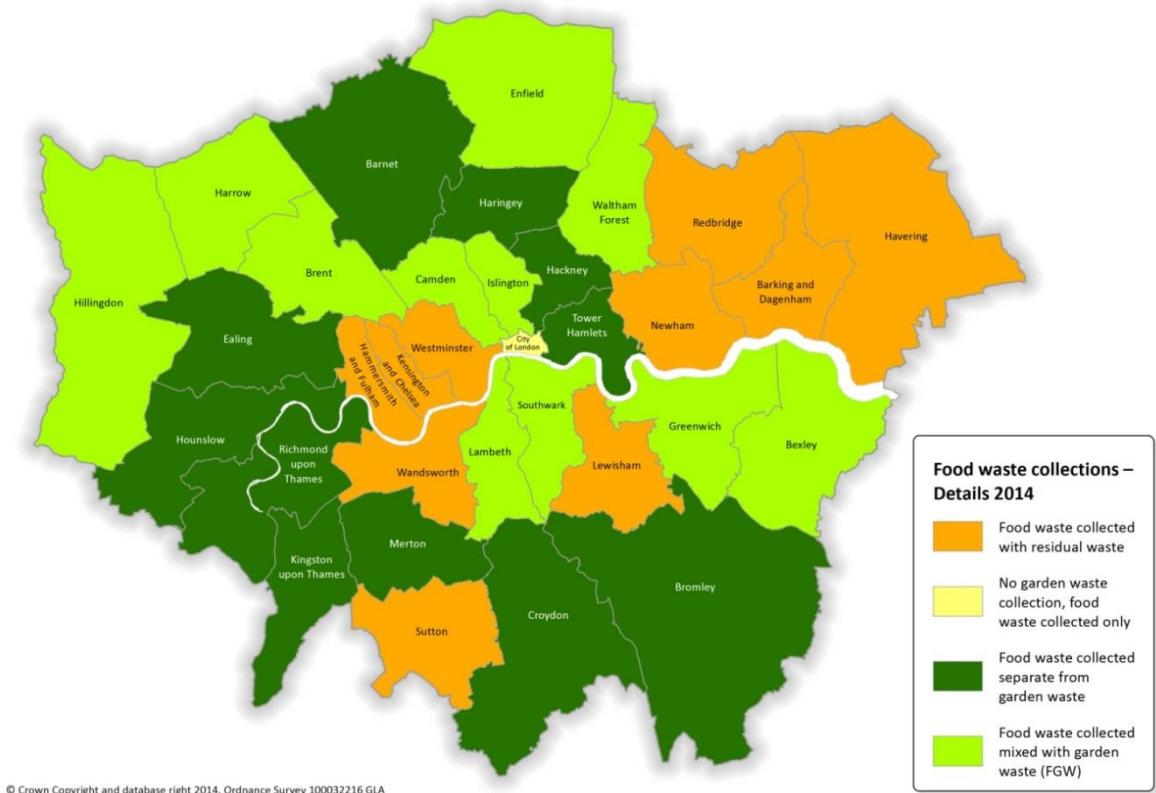 Enfield
Barnet
Harrow
Haringey
Waltham
Forest
Redbridge
Havering
Hillingdon
Brent
Camden
Islington
Hackney
Barking and
Dagenham
Ealing
Tower
Hamlets
Newham
City
of London
Westminster
Kensington
and Chelsea
Hammersmith
and Fulham
Southwark
Greenwich
Bexley
Hounslow
Richmond
upon
Thames
Wandsworth
Lambeth
Lewisham
Merton
Kingston
upon Thames
Bromley
Croydon
Sutton
Food waste collections –
Details 2014
Food waste collected
with residual waste
No garden waste
collection, food
waste collected only
Food waste collected
separate from
garden waste
Food waste collected
mixed with garden
waste (FGW)
© Crown Copyright and database right 2014. Ordnance Survey 100032216 GLA